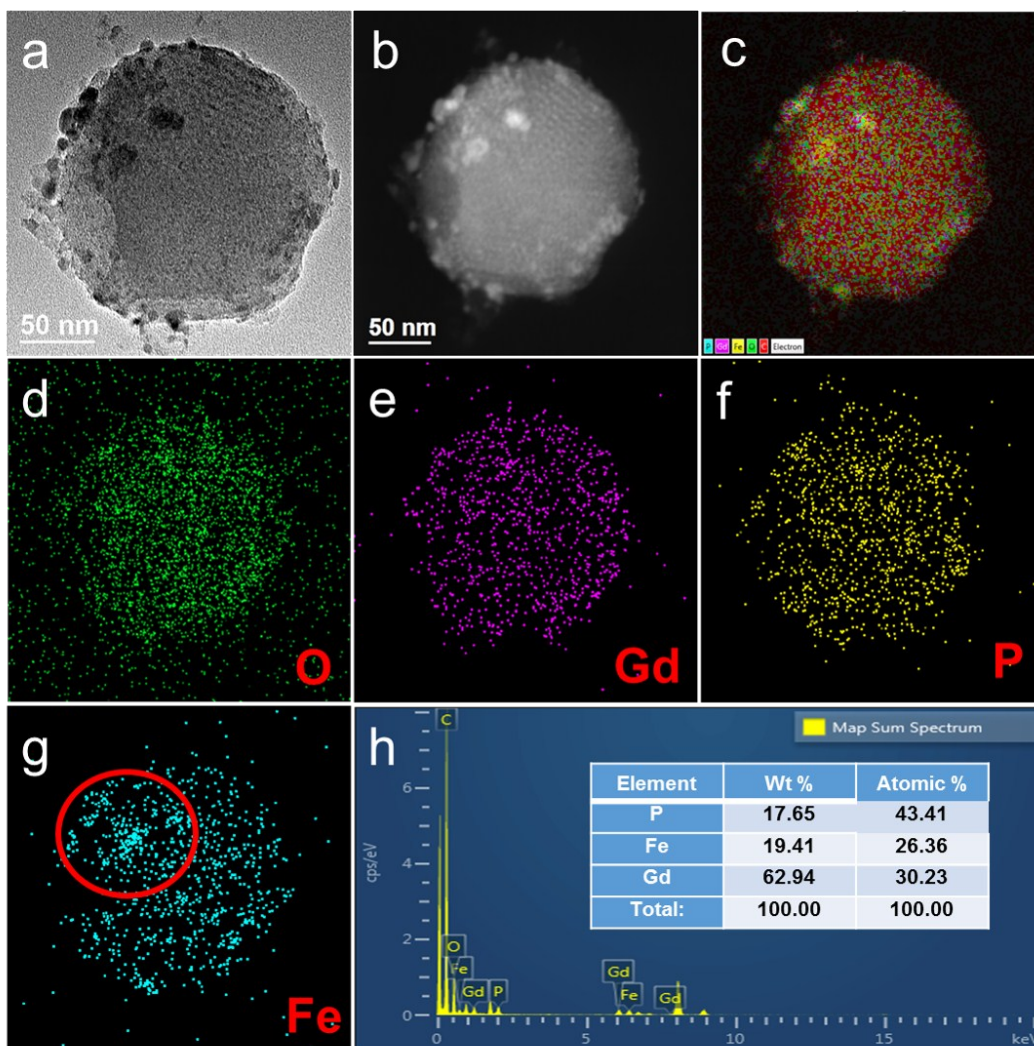 a
50 nm
b
50 nm
c
P Gd Fe O C Electron
d
O
e
Gd
f
P
g
Fe
h
Map Sum Spectrum
Element Wt % Atomic %
P 17.65 43.41
Fe 19.41 26.36
Gd 62.94 30.23
Total: 100.00 100.00
C
6
cps/eV
4
2
O
Fe
Gd
P
Gd
Fe
Gd
0
0 5 10 15 keV